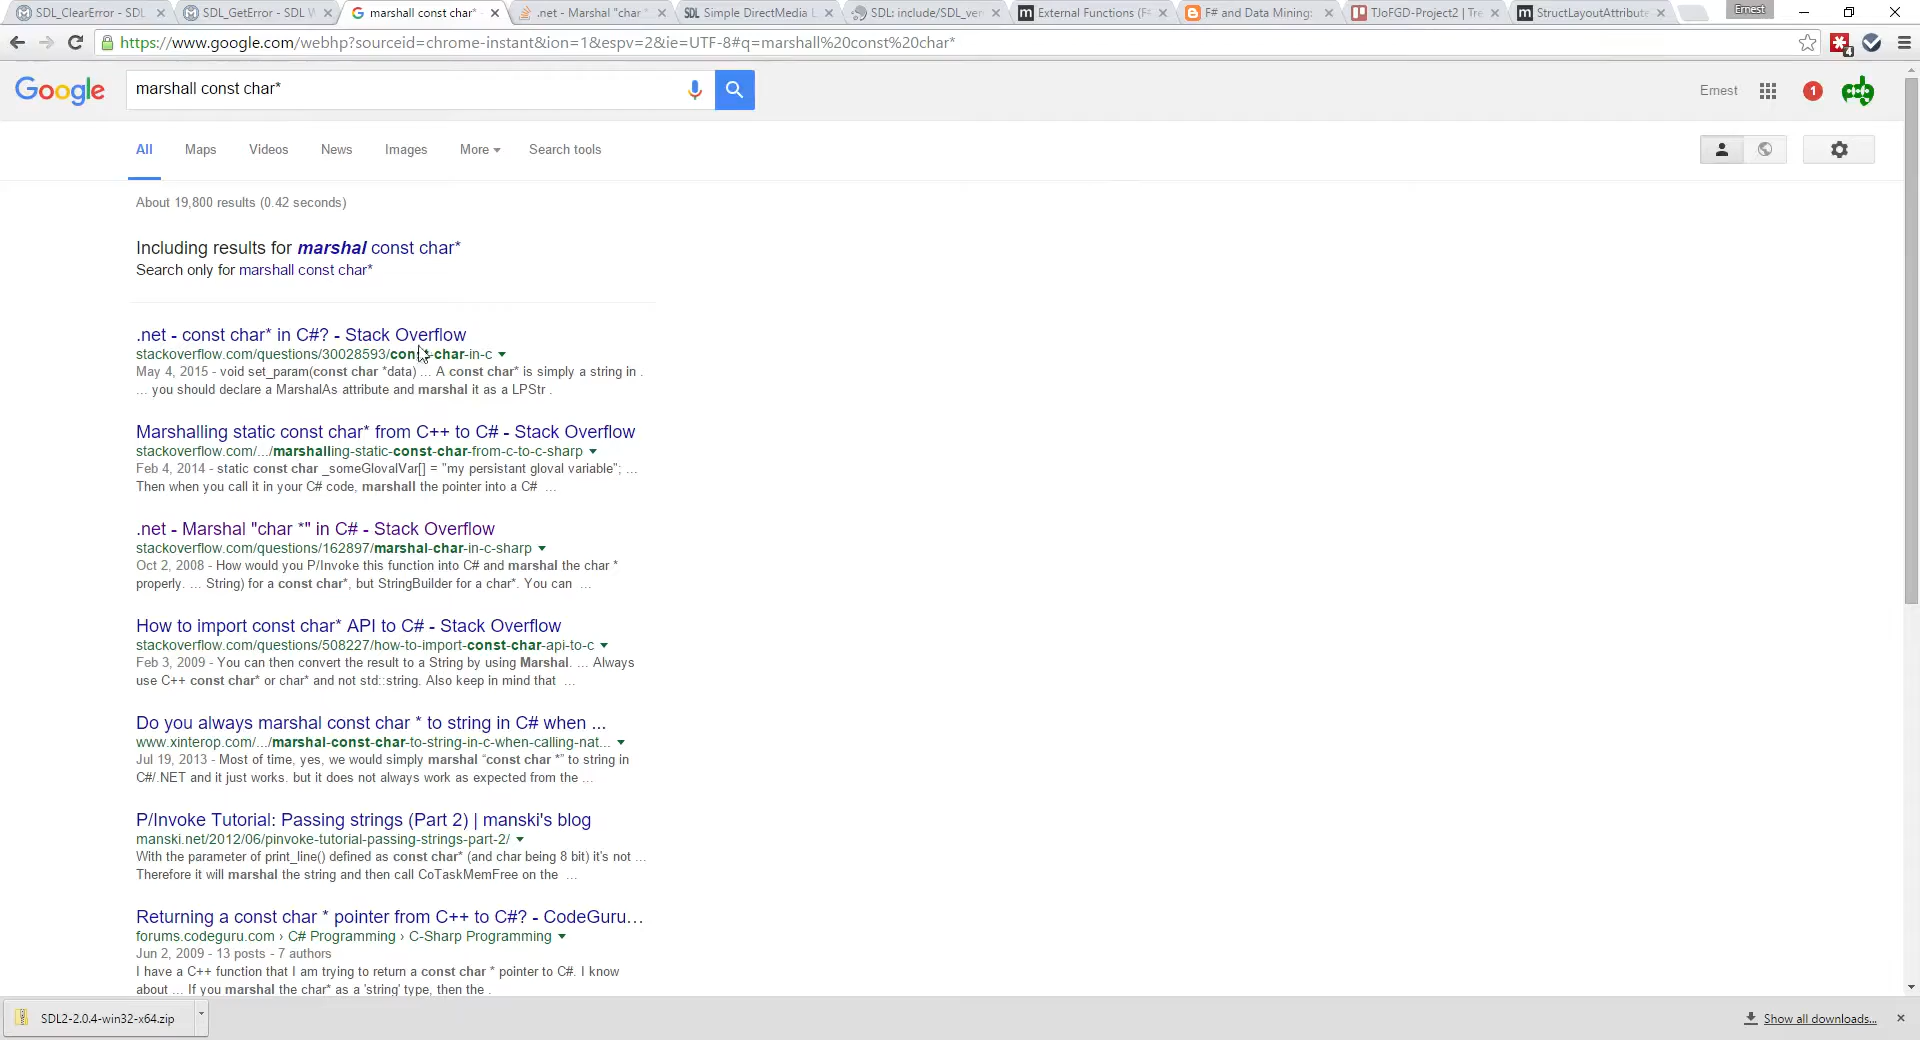 SDL_ClearError - SDL
SDL_GetError - SDL W
marshall const char*
.net - Marshal "char
SDL Simple DirectMedia L
SDL: include/SDL_ver
m External Functions (F#
F# and Data Mining:
TJoFGD-Project2 | Tre
m StructLayoutAttribute
Ernest
https://www.google.com/webhp?sourceid=chrome-instant&ion=1&espv=2&ie=UTF-8#q=marshall%20const%20char*
4
Google
marshall const char*
Ernest
1
All Maps Videos News Images More Search tools
About 19,800 results (0.42 seconds)
Including results for marshal const char*
Search only for marshall const char*
.net - const char* in C#? - Stack Overflow
stackoverflow.com/questions/30028593/const-char-in-c
May 4, 2015 - void set_param(const char *data) ... A const char* is simply a string in .
... you should declare a MarshalAs attribute and marshal it as a LPStr .
Marshalling static const char* from C++ to C# - Stack Overflow
stackoverflow.com/.../marshalling-static-const-char-from-c-to-c-sharp
Feb 4, 2014 - static const char _someGlovalVar[] = "my persistant gloval variable"; ...
Then when you call it in your C# code, marshall the pointer into a C# ...
.net - Marshal "char *" in C# - Stack Overflow
stackoverflow.com/questions/162897/marshal-char-in-c-sharp
Oct 2, 2008 - How would you P/Invoke this function into C# and marshal the char *
properly. ... String) for a const char*, but StringBuilder for a char*. You can ...
How to import const char* API to C# - Stack Overflow
stackoverflow.com/questions/508227/how-to-import-const-char-api-to-c
Feb 3, 2009 - You can then convert the result to a String by using Marshal. ... Always
use C++ const char* or char* and not std::string. Also keep in mind that ...
Do you always marshal const char * to string in C# when ...
www.xinterop.com/.../marshal-const-char-to-string-in-c-when-calling-nat...
Jul 19, 2013 - Most of time, yes, we would simply marshal “const char *” to string in
C#/.NET and it just works. but it does not always work as expected from the ...
P/Invoke Tutorial: Passing strings (Part 2) | manski's blog
manski.net/2012/06/pinvoke-tutorial-passing-strings-part-2/
With the parameter of print_line() defined as const char* (and char being 8 bit) it's not ...
Therefore it will marshal the string and then call CoTaskMemFree on the ...
Returning a const char * pointer from C++ to C#? - CodeGuru...
forums.codeguru.com › C# Programming › C-Sharp Programming
Jun 2, 2009 - 13 posts - 7 authors
I have a C++ function that I am trying to return a const char * pointer to C#. I know
about ... If you marshal the char* as a 'string' type, then the .
SDL2-2.0.4-win32-x64.zip
Show all downloads...